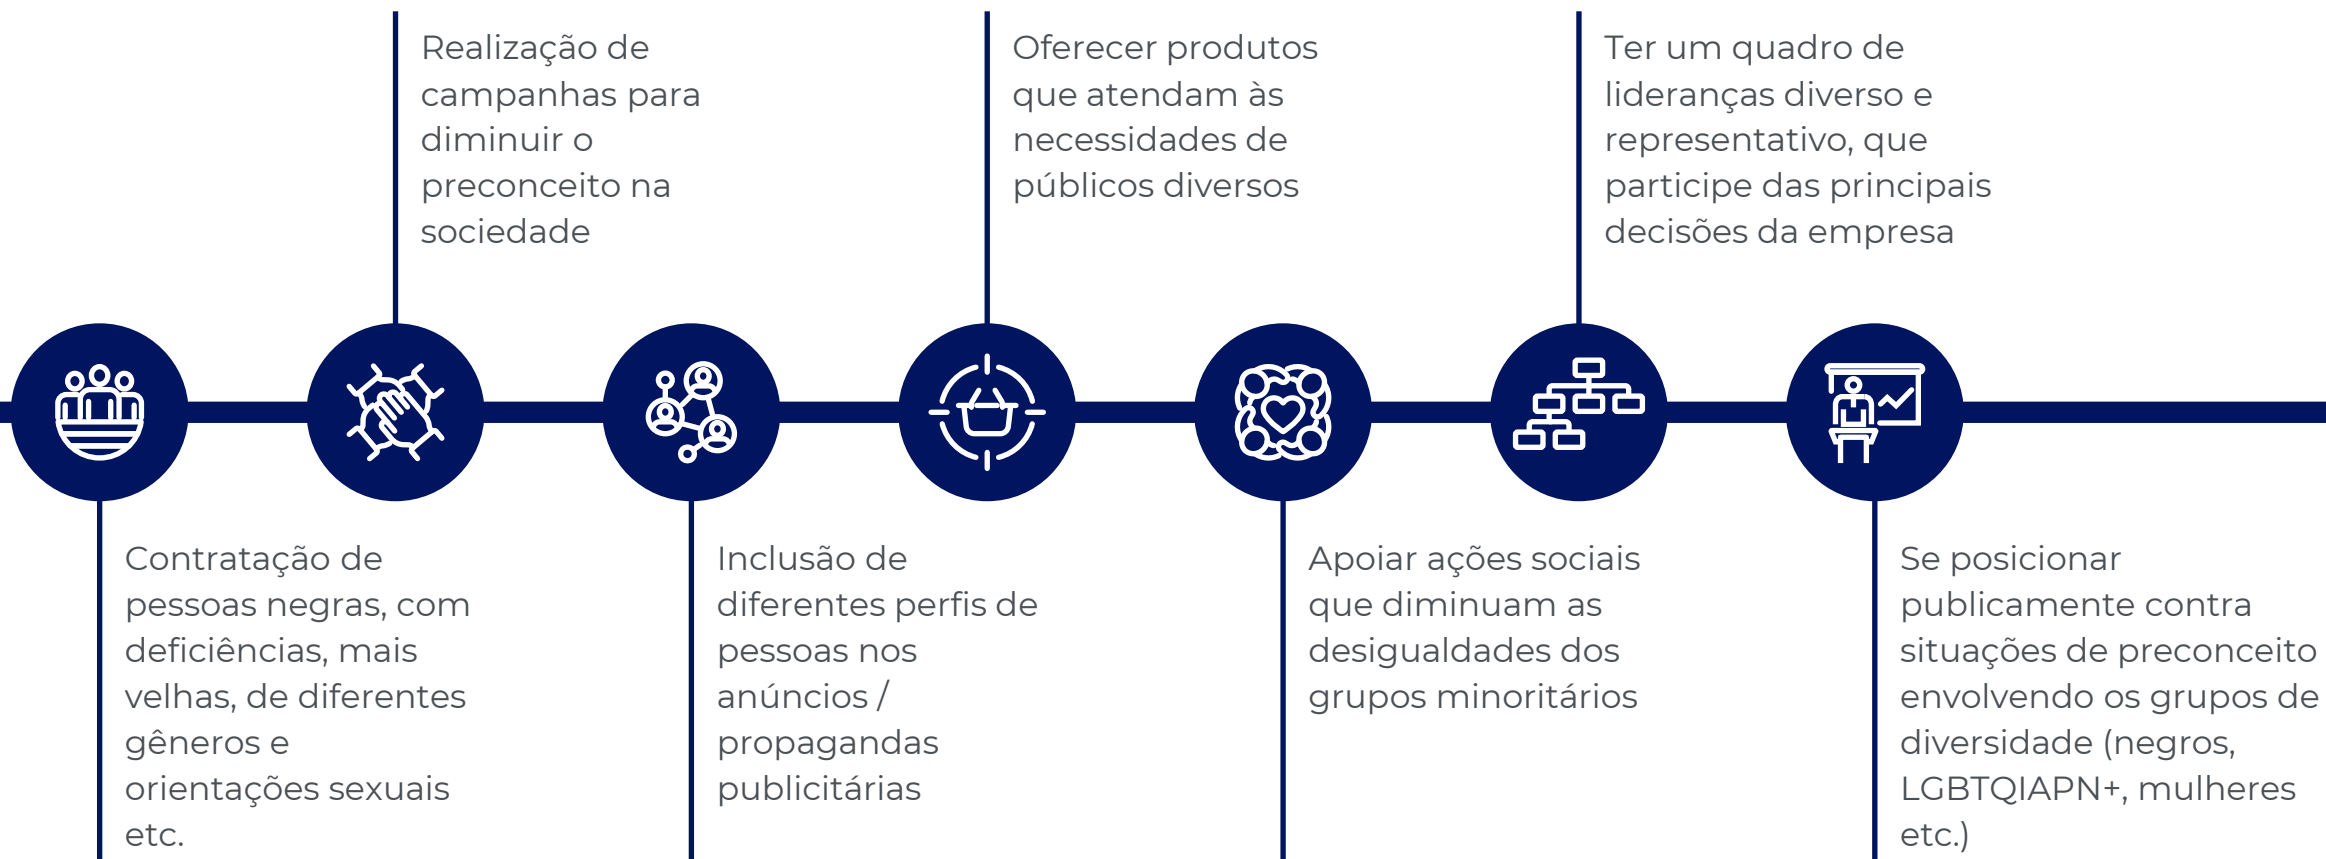 Realização de
campanhas para
diminuir o
preconceito na
sociedade
Oferecer produtos
que atendam às
necessidades de
públicos diversos
Ter um quadro de
lideranças diverso e
representativo, que
participe das principais
decisões da empresa
Contratação de
pessoas negras, com
deficiências, mais
velhas, de diferentes
gêneros e
orientações sexuais
etc.
Inclusão de
diferentes perfis de
pessoas nos
anúncios /
propagandas
publicitárias
Apoiar ações sociais
que diminuam as
desigualdades dos
grupos minoritários
Se posicionar
publicamente contra
situações de preconceito
envolvendo os grupos de
diversidade (negros,
LGBTQIAPN+, mulheres
etc.)